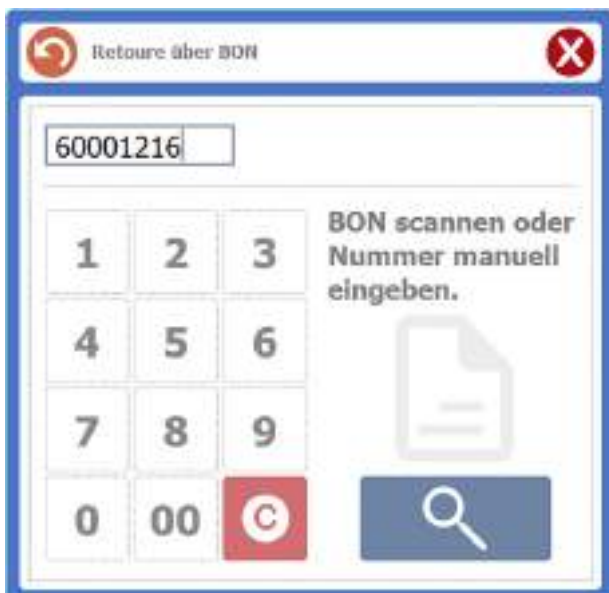 Retoure über BON
60001216
BON scannen oder
Nummer manuell
eingeben.
1 2 3
4 5 6
7 8 9
0 00 C